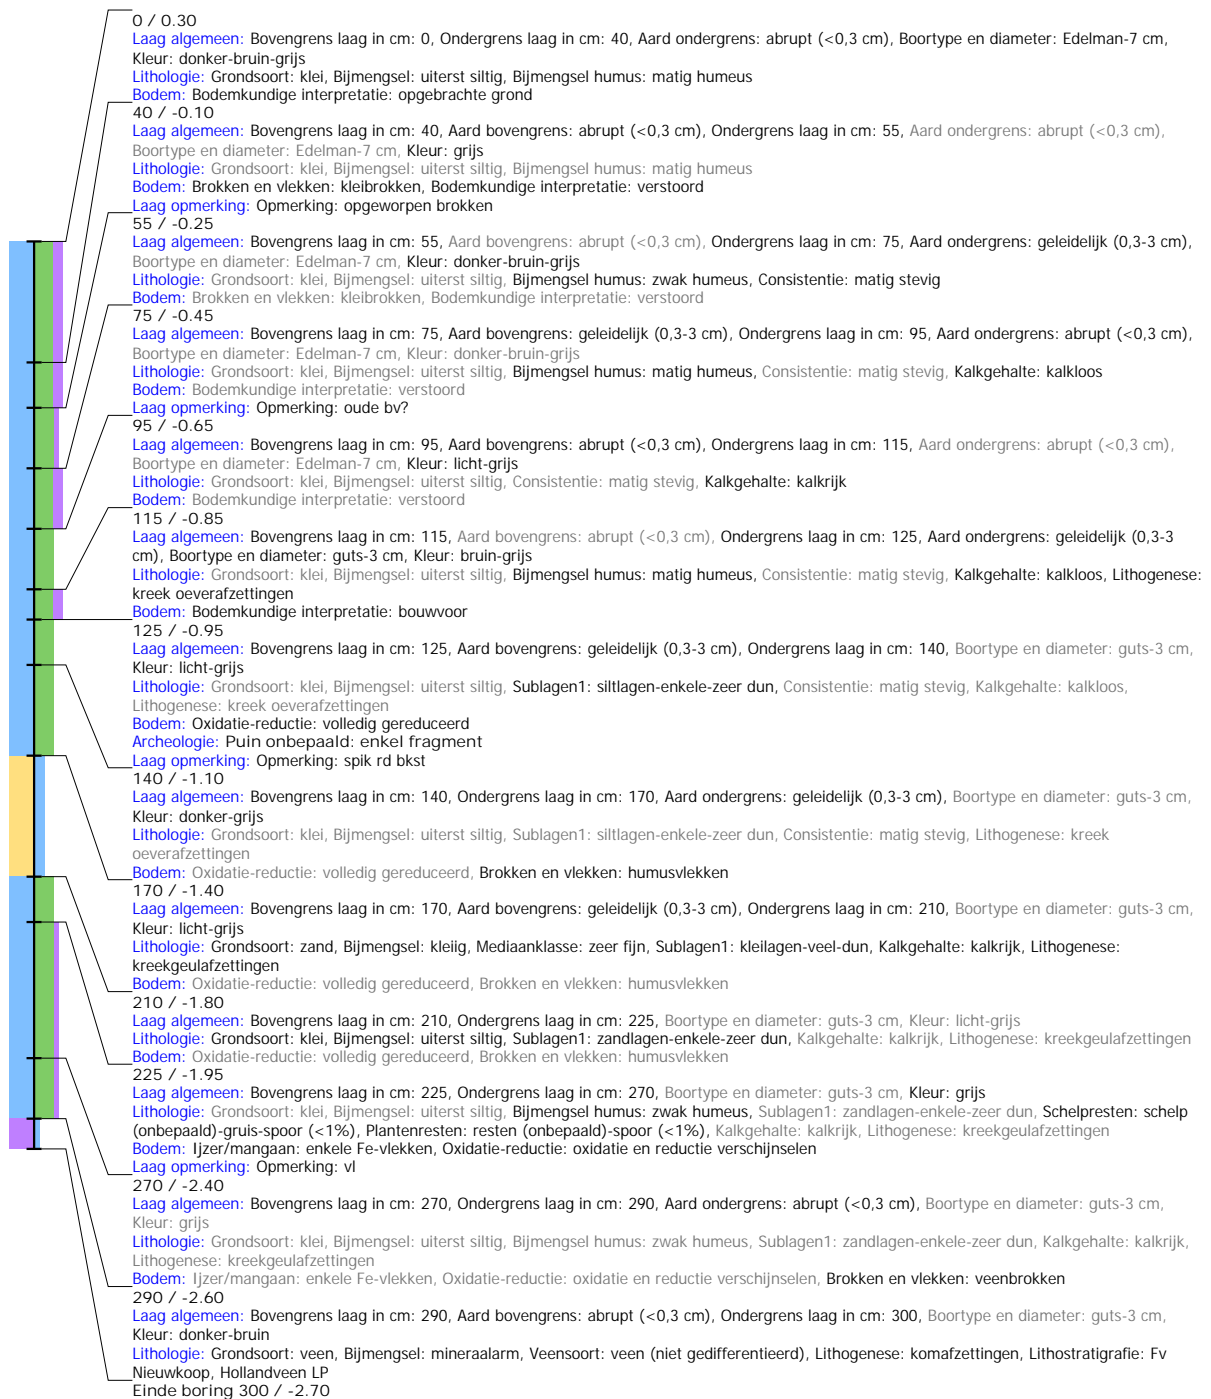 0 / 0.30
Laag algemeen: Bovengrens laag in cm: 0, Ondergrens laag in cm: 40, Aard ondergrens: abrupt (<0,3 cm), Boortype en diameter: Edelman-7 cm,
Kleur: donker-bruin-grijs
Lithologie: Grondsoort: klei, Bijmengsel: uiterst siltig, Bijmengsel humus: matig humeus
Bodem: Bodemkundige interpretatie: opgebrachte grond
40 / -0.10
Laag algemeen: Bovengrens laag in cm: 40, Aard bovengrens: abrupt (<0,3 cm), Ondergrens laag in cm: 55, Aard ondergrens: abrupt (<0,3 cm),
Boortype en diameter: Edelman-7 cm, Kleur: grijs
Lithologie: Grondsoort: klei, Bijmengsel: uiterst siltig, Bijmengsel humus: matig humeus
Bodem: Brokken en vlekken: kleibrokken, Bodemkundige interpretatie: verstoord
Laag opmerking: Opmerking: opgeworpen brokken
55 / -0.25
Laag algemeen: Bovengrens laag in cm: 55, Aard bovengrens: abrupt (<0,3 cm), Ondergrens laag in cm: 75, Aard ondergrens: geleidelijk (0,3-3 cm),
Boortype en diameter: Edelman-7 cm, Kleur: donker-bruin-grijs
Lithologie: Grondsoort: klei, Bijmengsel: uiterst siltig, Bijmengsel humus: zwak humeus, Consistentie: matig stevig
Bodem: Brokken en vlekken: kleibrokken, Bodemkundige interpretatie: verstoord
75 / -0.45
Laag algemeen: Bovengrens laag in cm: 75, Aard bovengrens: geleidelijk (0,3-3 cm), Ondergrens laag in cm: 95, Aard ondergrens: abrupt (<0,3 cm),
Boortype en diameter: Edelman-7 cm, Kleur: donker-bruin-grijs
Lithologie: Grondsoort: klei, Bijmengsel: uiterst siltig, Bijmengsel humus: matig humeus, Consistentie: matig stevig, Kalkgehalte: kalkloos
Bodem: Bodemkundige interpretatie: verstoord
Laag opmerking: Opmerking: oude bv?
95 / -0.65
Laag algemeen: Bovengrens laag in cm: 95, Aard bovengrens: abrupt (<0,3 cm), Ondergrens laag in cm: 115, Aard ondergrens: abrupt (<0,3 cm),
Boortype en diameter: Edelman-7 cm, Kleur: licht-grijs
Lithologie: Grondsoort: klei, Bijmengsel: uiterst siltig, Consistentie: matig stevig, Kalkgehalte: kalkrijk
Bodem: Bodemkundige interpretatie: verstoord
115 / -0.85
Laag algemeen: Bovengrens laag in cm: 115, Aard bovengrens: abrupt (<0,3 cm), Ondergrens laag in cm: 125, Aard ondergrens: geleidelijk (0,3-3
cm), Boortype en diameter: guts-3 cm, Kleur: bruin-grijs
Lithologie: Grondsoort: klei, Bijmengsel: uiterst siltig, Bijmengsel humus: matig humeus, Consistentie: matig stevig, Kalkgehalte: kalkloos, Lithogenese:
kreek oeverafzettingen
Bodem: Bodemkundige interpretatie: bouwvoor
125 / -0.95
Laag algemeen: Bovengrens laag in cm: 125, Aard bovengrens: geleidelijk (0,3-3 cm), Ondergrens laag in cm: 140, Boortype en diameter: guts-3 cm,
Kleur: licht-grijs
Lithologie: Grondsoort: klei, Bijmengsel: uiterst siltig, Sublagen1: siltlagen-enkele-zeer dun, Consistentie: matig stevig, Kalkgehalte: kalkloos,
Lithogenese: kreek oeverafzettingen
Bodem: Oxidatie-reductie: volledig gereduceerd
Archeologie: Puin onbepaald: enkel fragment
Laag opmerking: Opmerking: spik rd bkst
140 / -1.10
Laag algemeen: Bovengrens laag in cm: 140, Ondergrens laag in cm: 170, Aard ondergrens: geleidelijk (0,3-3 cm), Boortype en diameter: guts-3 cm,
Kleur: donker-grijs
Lithologie: Grondsoort: klei, Bijmengsel: uiterst siltig, Sublagen1: siltlagen-enkele-zeer dun, Consistentie: matig stevig, Lithogenese: kreek
oeverafzettingen
Bodem: Oxidatie-reductie: volledig gereduceerd, Brokken en vlekken: humusvlekken
170 / -1.40
Laag algemeen: Bovengrens laag in cm: 170, Aard bovengrens: geleidelijk (0,3-3 cm), Ondergrens laag in cm: 210, Boortype en diameter: guts-3 cm,
Kleur: licht-grijs
Lithologie: Grondsoort: zand, Bijmengsel: kleiig, Mediaanklasse: zeer fijn, Sublagen1: kleilagen-veel-dun, Kalkgehalte: kalkrijk, Lithogenese:
kreekgeulafzettingen
Bodem: Oxidatie-reductie: volledig gereduceerd, Brokken en vlekken: humusvlekken
210 / -1.80
Laag algemeen: Bovengrens laag in cm: 210, Ondergrens laag in cm: 225, Boortype en diameter: guts-3 cm, Kleur: licht-grijs
Lithologie: Grondsoort: klei, Bijmengsel: uiterst siltig, Sublagen1: zandlagen-enkele-zeer dun, Kalkgehalte: kalkrijk, Lithogenese: kreekgeulafzettingen
Bodem: Oxidatie-reductie: volledig gereduceerd, Brokken en vlekken: humusvlekken
225 / -1.95
Laag algemeen: Bovengrens laag in cm: 225, Ondergrens laag in cm: 270, Boortype en diameter: guts-3 cm, Kleur: grijs
Lithologie: Grondsoort: klei, Bijmengsel: uiterst siltig, Bijmengsel humus: zwak humeus, Sublagen1: zandlagen-enkele-zeer dun, Schelpresten: schelp
(onbepaald)-gruis-spoor (<1%), Plantenresten: resten (onbepaald)-spoor (<1%), Kalkgehalte: kalkrijk, Lithogenese: kreekgeulafzettingen
Bodem: Ijzer/mangaan: enkele Fe-vlekken, Oxidatie-reductie: oxidatie en reductie verschijnselen
Laag opmerking: Opmerking: vl
270 / -2.40
Laag algemeen: Bovengrens laag in cm: 270, Ondergrens laag in cm: 290, Aard ondergrens: abrupt (<0,3 cm), Boortype en diameter: guts-3 cm,
Kleur: grijs
Lithologie: Grondsoort: klei, Bijmengsel: uiterst siltig, Bijmengsel humus: zwak humeus, Sublagen1: zandlagen-enkele-zeer dun, Kalkgehalte: kalkrijk,
Lithogenese: kreekgeulafzettingen
Bodem: Ijzer/mangaan: enkele Fe-vlekken, Oxidatie-reductie: oxidatie en reductie verschijnselen, Brokken en vlekken: veenbrokken
290 / -2.60
Laag algemeen: Bovengrens laag in cm: 290, Aard bovengrens: abrupt (<0,3 cm), Ondergrens laag in cm: 300, Boortype en diameter: guts-3 cm,
Kleur: donker-bruin
Lithologie: Grondsoort: veen, Bijmengsel: mineraalarm, Veensoort: veen (niet gedifferentieerd), Lithogenese: komafzettingen, Lithostratigrafie: Fv
Nieuwkoop, Hollandveen LP
Einde boring 300 / -2.70